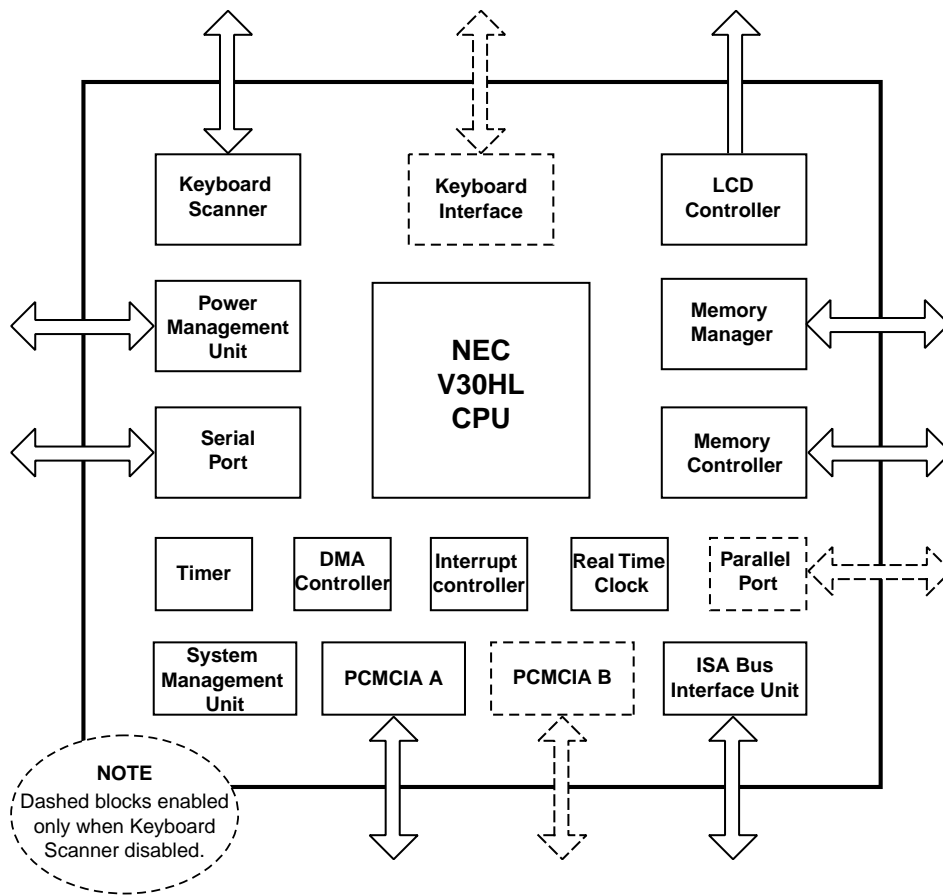 Keyboard
Scanner
Keyboard
Interface
LCD
Controller
Power
Management
Unit
NEC
V30HL
CPU
Memory
Manager
Serial
Port
Memory
Controller
Timer
DMA
Controller
Interrupt
controller
Real Time
Clock
Parallel
Port
System
Management
Unit
PCMCIA A
PCMCIA B
ISA Bus
Interface Unit
NOTE
Dashed blocks enabled
only when Keyboard
Scanner disabled.